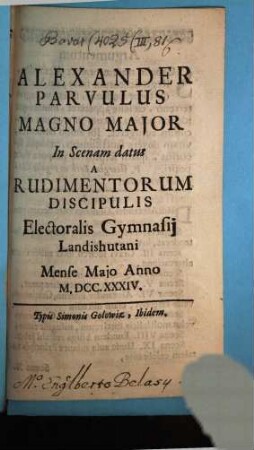 Bavar. (4025 (III, 81
ALEXANDER
PARVULUS
MAGNO MAJOR
In Scenam datus
A
RUDIMENTORUM
DISCIPULIS
Electoralis Gymnasij
Landishutani
Mense Majo Anno
M, DCC. XXXIV.
Typis Simonis Golowiz, Ibidem.
Mo. Englberto Belasy